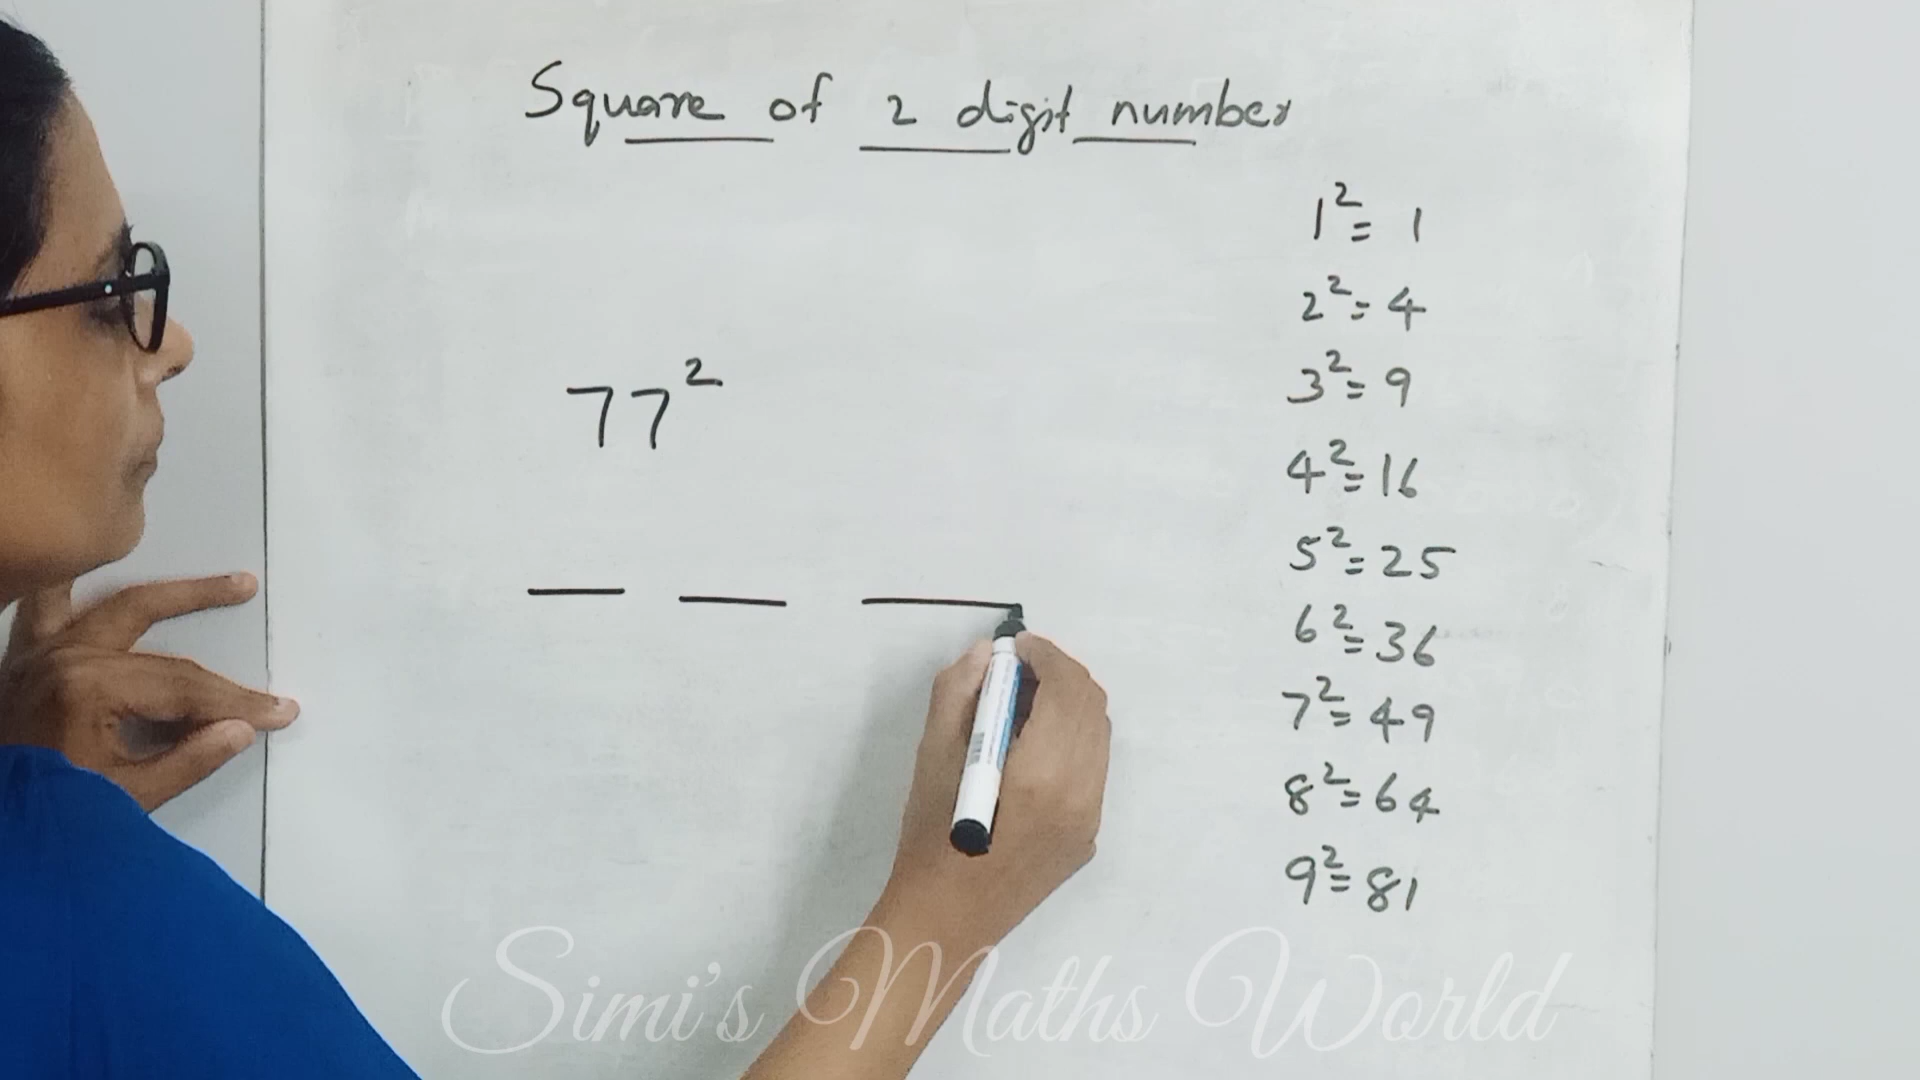 Square of 2 digit number
77²
1² = 1
2² = 4
3² = 9
4² = 16
5² = 25
6² = 36
7² = 49
8² = 64
9² = 81
Simi's Maths World